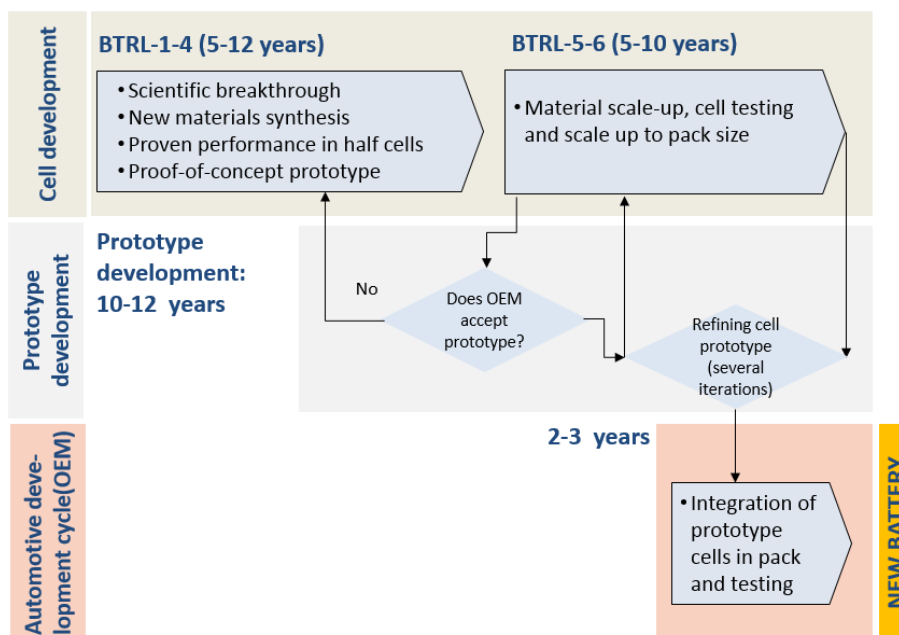 Cell development
BTRL-1-4 (5-12 years)
• Scientific breakthrough
• New materials synthesis
• Proven performance in half cells
• Proof-of-concept prototype
BTRL-5-6 (5-10 years)
• Material scale-up, cell testing
and scale up to pack size
Prototype
development
Prototype
development:
10-12 years
No
Does OEM
accept
prototype?
Refining cell
prototype
(several
iterations)
Automotive deve-
lopment cycle(OEM)
2-3 years
• Integration of
prototype
cells in pack
and testing
NEW BATTERY